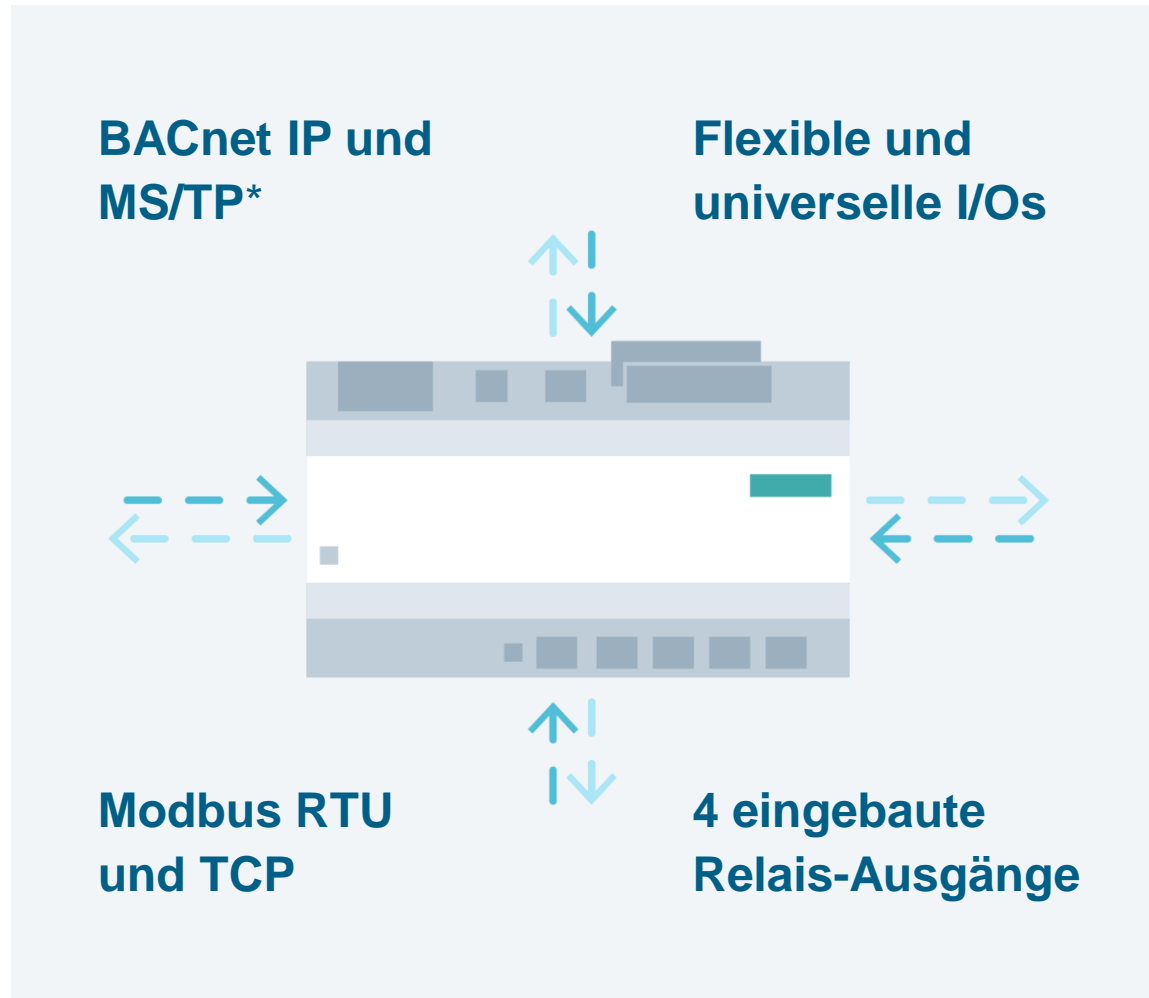 BACnet IP und
MS/TP*
Flexible und
universelle I/Os
Modbus RTU
und TCP
4 eingebaute
Relais-Ausgänge